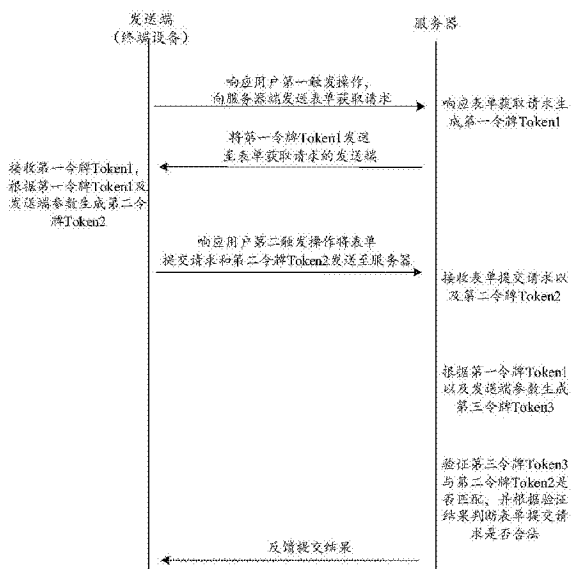 发送端
（终端设备）
服务器
响应用户第一触发操作，
向服务器端发送表单获取请求
响应表单获取请求生
成第一令牌Token1
将第一令牌Token1发送
至表单获取请求的发送端
接收第一令牌Token1，
根据第一令牌Token1及
发送端参数生成第二令
牌Token2
响应用户第二触发操作将表单
提交请求和第二令牌Token2发送至服务器
接收表单提交请求以
及第二令牌Token2
根据第一令牌Token1
以及发送端参数生成
第三令牌Token3
验证第三令牌Token3
与第二令牌Token2是
否匹配、并根据验证
结果判断表单提交请
求是否合法
反馈提交结果